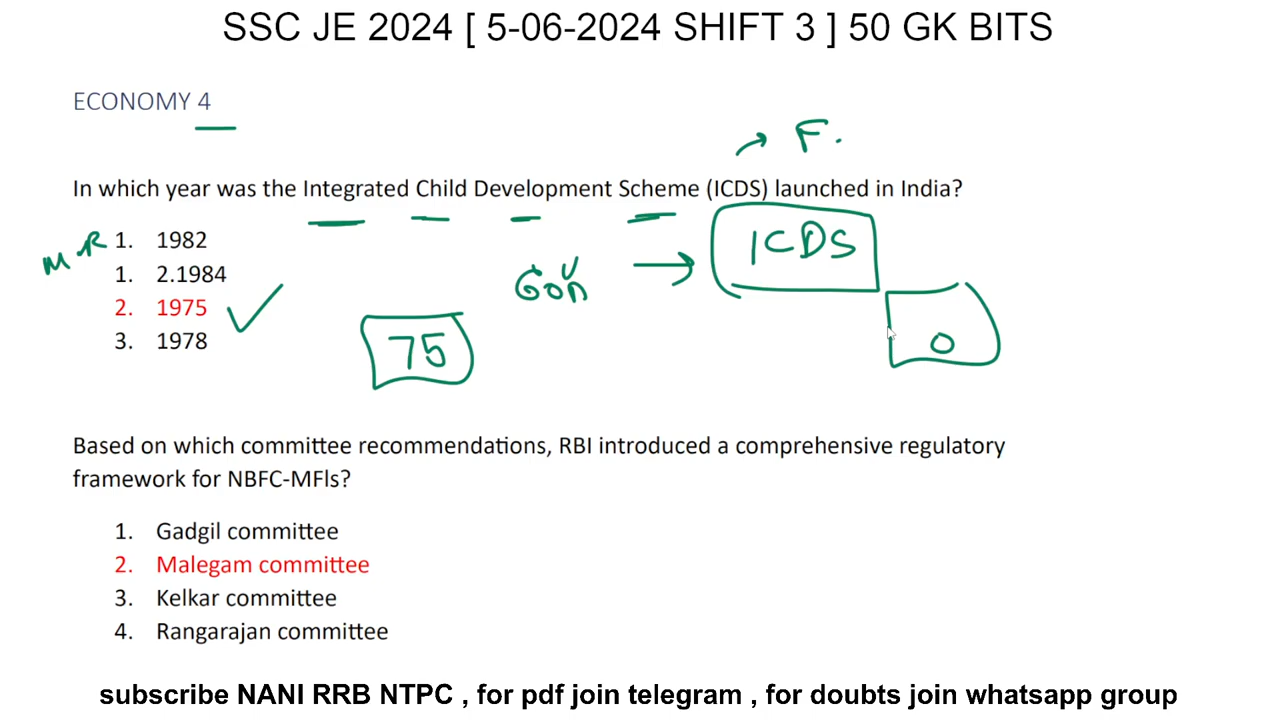 SSC JE 2024 [ 5-06-2024 SHIFT 3 ] 50 GK BITS
ECONOMY 4
F.
In which year was the Integrated Child Development Scheme (ICDS) launched in India?
M R 1. 1982
ICDS
1. 2.1984
2. 1975
3. 1978
75
0
Based on which committee recommendations, RBI introduced a comprehensive regulatory
framework for NBFC-MFls?
1. Gadgil committee
2. Malegam committee
3. Kelkar committee
4. Rangarajan committee
subscribe NANI RRB NTPC , for pdf join telegram , for doubts join whatsapp group